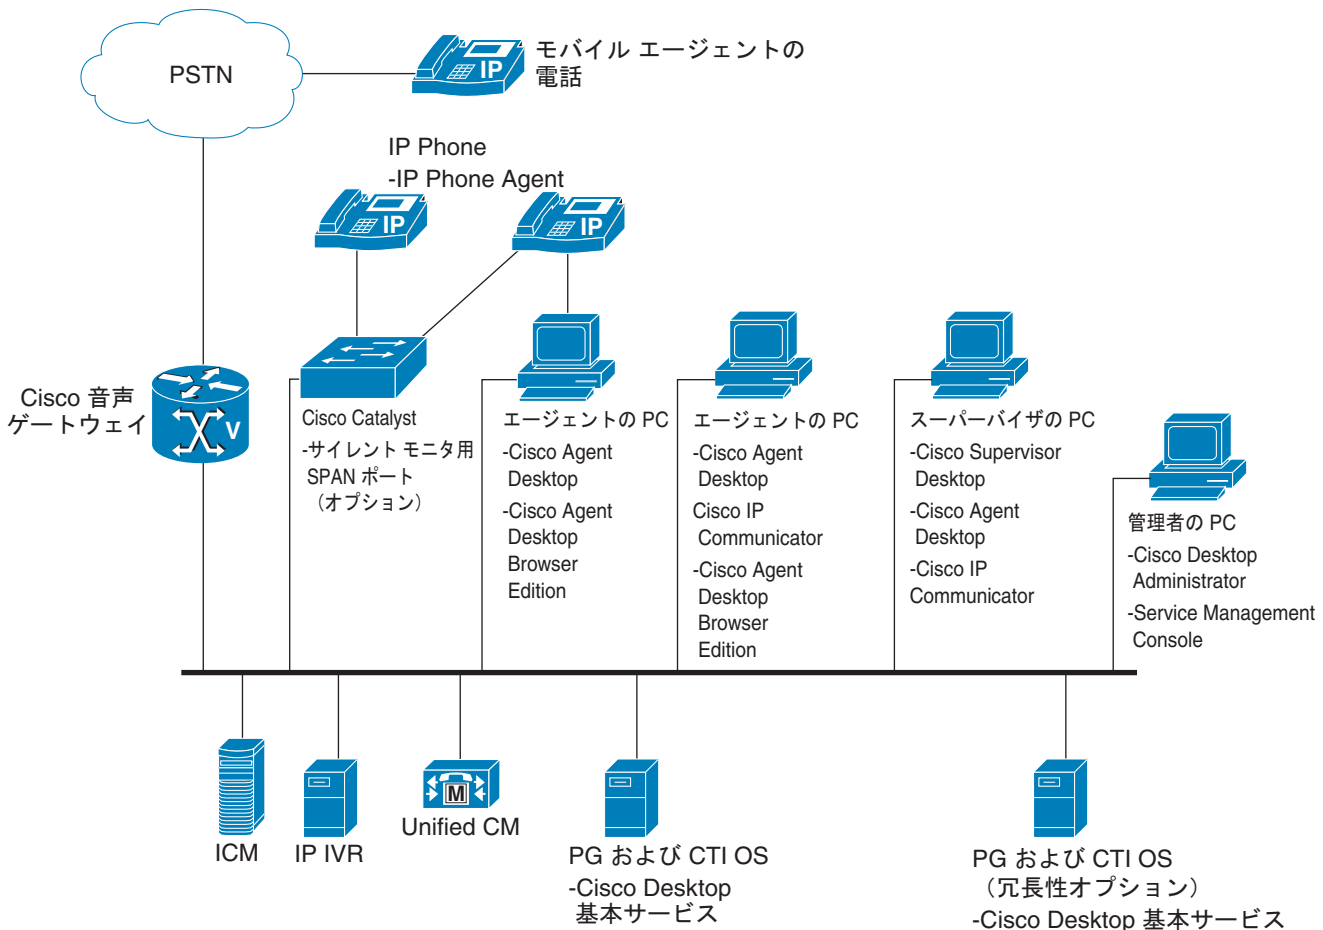 PSTN
IP
モバイル エージェントの
電話
IP Phone
-IP Phone Agent
IP
IP
Cisco 音声
ゲートウェイ
V
Cisco Catalyst
-サイレント モニタ用
SPAN ポート
（オプション）
エージェントの PC
-Cisco Agent
Desktop
-Cisco Agent
Desktop
Browser
Edition
エージェントの PC
-Cisco Agent
Desktop
Cisco IP
Communicator
-Cisco Agent
Desktop
Browser
Edition
スーパーバイザの PC
-Cisco Supervisor
Desktop
-Cisco Agent
Desktop
-Cisco IP
Communicator
管理者の PC
-Cisco Desktop
Administrator
-Service Management
Console
ICM
IP IVR
M
Unified CM
PG および CTI OS
-Cisco Desktop
基本サービス
PG および CTI OS
（冗長性オプション）
-Cisco Desktop 基本サービス